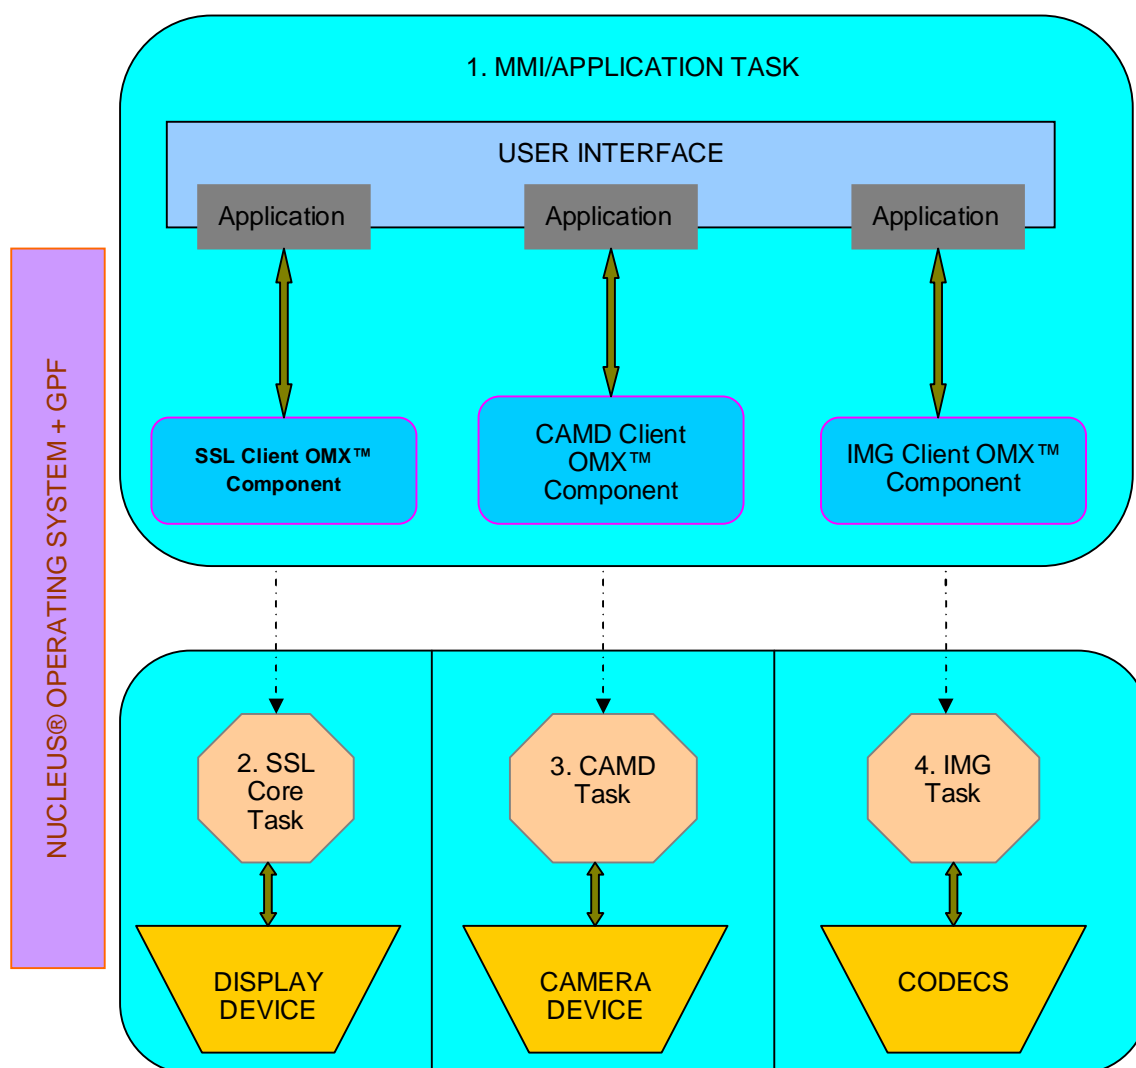 1. MMI/APPLICATION TASK
USER INTERFACE
Application
Application
Application
SSL Client OMX™
Component
CAMD Client
OMX™
Component
IMG Client OMX™
Component
NUCLEUS® OPERATING SYSTEM + GPF
2. SSL
Core
Task
3. CAMD
Task
4. IMG
Task
DISPLAY
DEVICE
CAMERA
DEVICE
CODECS